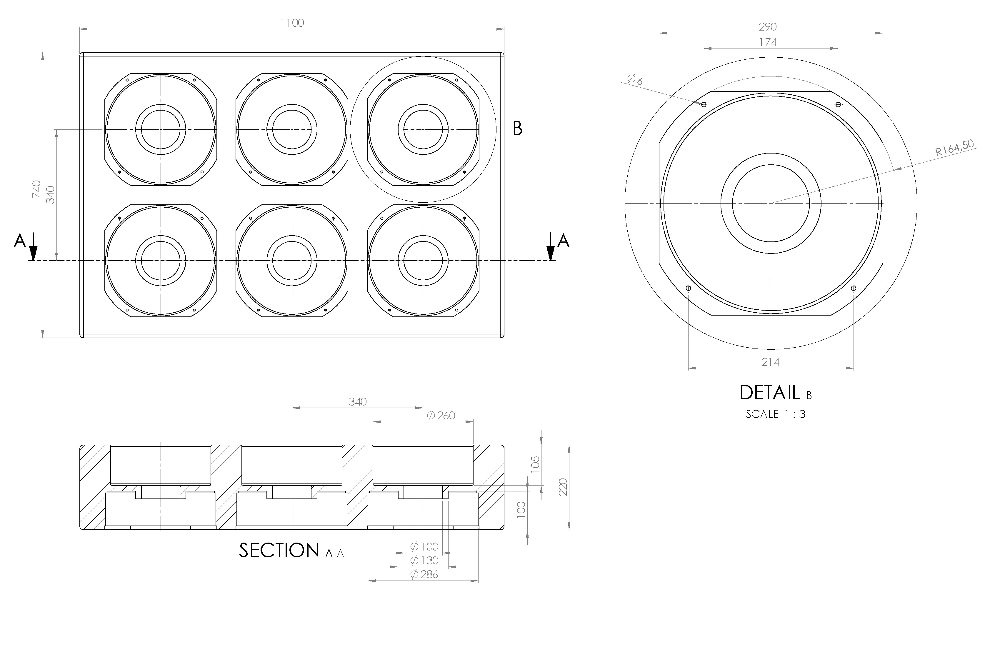 1100
740
340
B
A
A
290
174
Ø6
R164,50
214
DETAIL B
SCALE 1 : 3
340
Ø260
105
220
100
Ø100
Ø130
Ø286
SECTION A-A